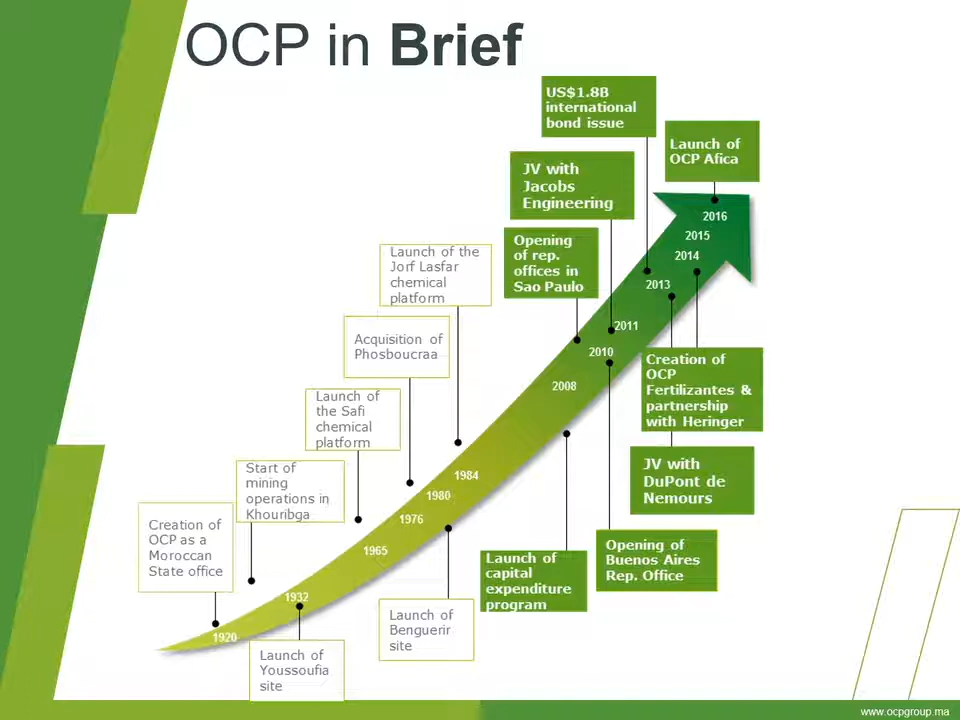 OCP in Brief
US$1.8B
international
bond issue
Launch of
OCP Afica
JV with
Jacobs
Engineering
Opening
of rep.
offices in
Sao Paulo
Launch of the
Jorf Lasfar
chemical
platform
Acquisition of
Phosboucraa
Launch of
the Safi
chemical
platform
Start of
mining
operations in
Khouribga
Creation of
OCP as a
Moroccan
State office
2016
2015
2014
2013
2011
2010
2008
1984
1980
1976
1965
1932
1920
Creation of
OCP
Fertilizantes &
partnership
with Heringer
JV with
DuPont de
Nemours
Opening of
Buenos Aires
Rep. Office
Launch of
capital
expenditure
program
Launch of
Benguerir
site
Launch of
Youssoufia
site
www.ocpgroup.ma